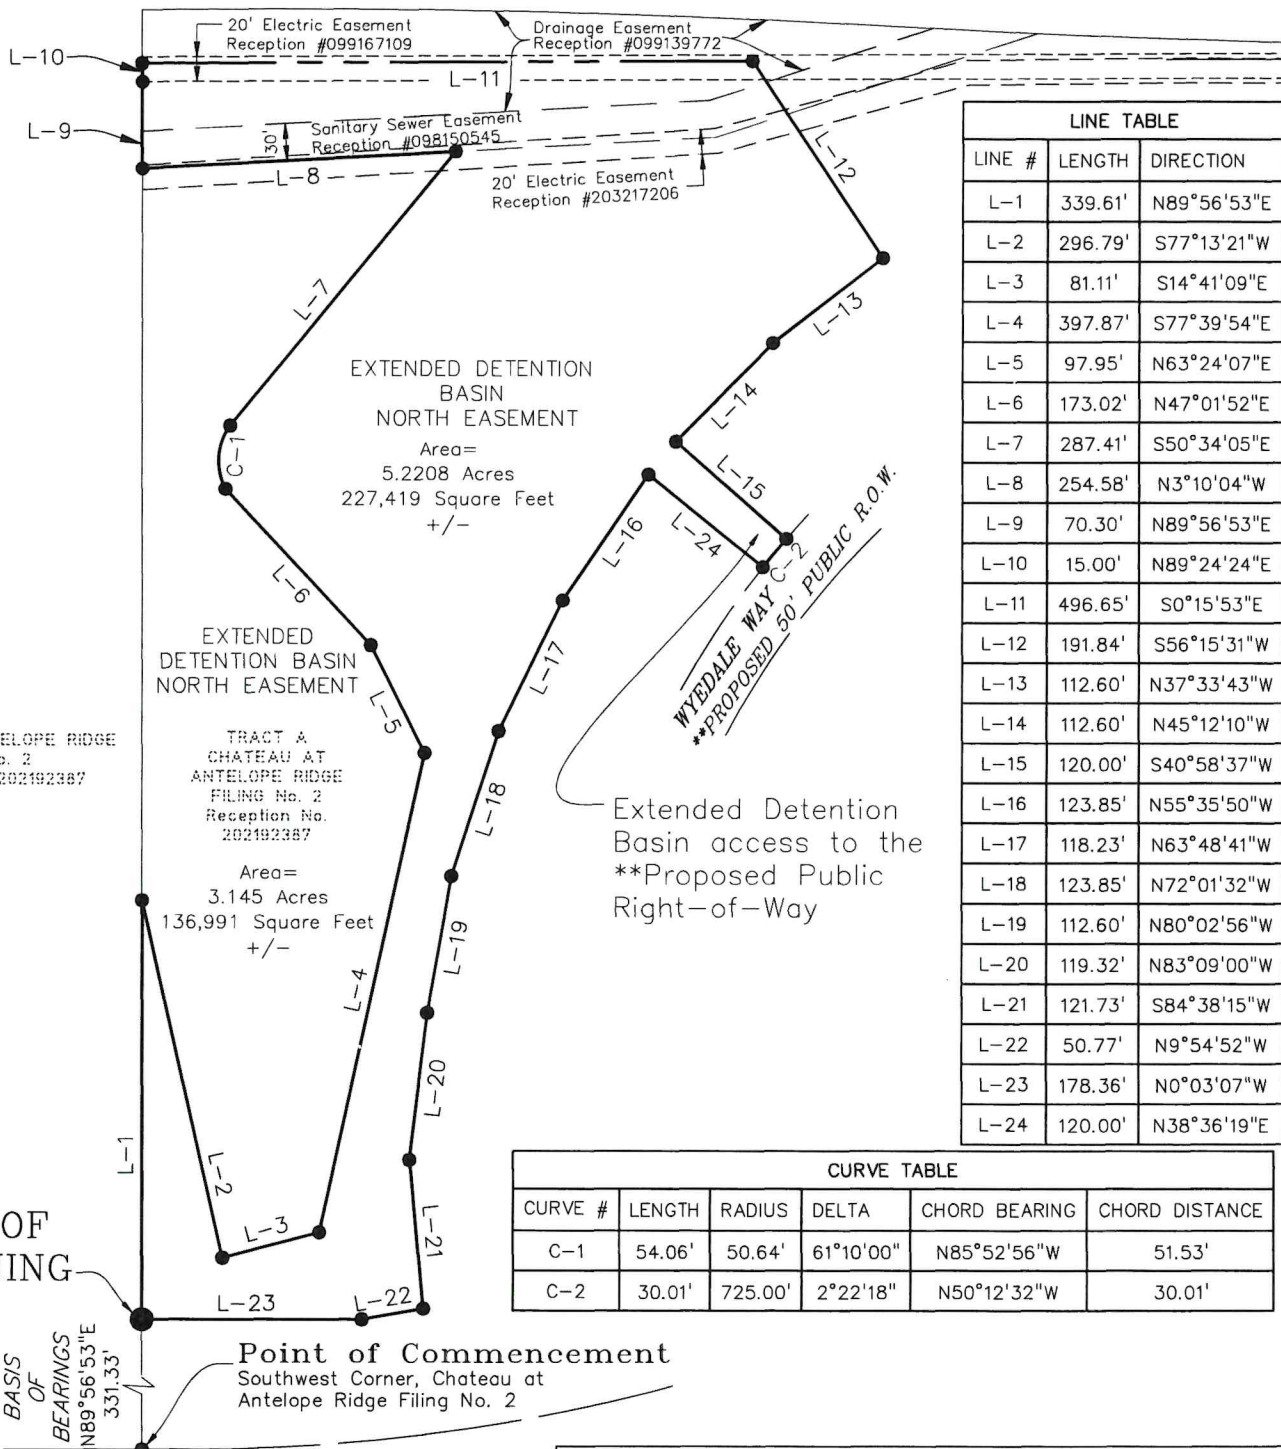 20' Electric Easement
Reception #099167109
Drainage Easement
Reception #099139772
L-10
L-11
L-9
30'
Sanitary Sewer Easement
Reception #098150545
L-8
20' Electric Easement
Reception #203217206
L-12
L-7
L-13
EXTENDED DETENTION
BASIN
NORTH EASEMENT
Area=
5.2208 Acres
227,419 Square Feet
+/-
L-14
C-1
L-15
L-16
L-24
C-2
WYEDALE WAY
**PROPOSED 50' PUBLIC R.O.W.
L-6
L-17
EXTENDED
DETENTION BASIN
NORTH EASEMENT
L-5
ELOPE RIDGE
o. 2
202192387
TRACT A
CHATEAU AT
ANTELOPE RIDGE
FILING No. 2
Reception No.
202192387
Area=
3.145 Acres
136,991 Square Feet
+/-
L-18
Extended Detention
Basin access to the
**Proposed Public
Right-of-Way
L-19
L-4
L-20
L-1
L-2
L-3
L-21
OF
ING
L-23
L-22
BASIS
OF
BEARINGS
N89°56'53"E
331.33'
Point of Commencement
Southwest Corner, Chateau at
Antelope Ridge Filing No. 2
LINE TABLE
LINE # LENGTH DIRECTION
L-1 339.61' N89°56'53"E
L-2 296.79' S77°13'21"W
L-3 81.11' S14°41'09"E
L-4 397.87' S77°39'54"E
L-5 97.95' N63°24'07"E
L-6 173.02' N47°01'52"E
L-7 287.41' S50°34'05"E
L-8 254.58' N3°10'04"W
L-9 70.30' N89°56'53"E
L-10 15.00' N89°24'24"E
L-11 496.65' S0°15'53"E
L-12 191.84' S56°15'31"W
L-13 112.60' N37°33'43"W
L-14 112.60' N45°12'10"W
L-15 120.00' S40°58'37"W
L-16 123.85' N55°35'50"W
L-17 118.23' N63°48'41"W
L-18 123.85' N72°01'32"W
L-19 112.60' N80°02'56"W
L-20 119.32' N83°09'00"W
L-21 121.73' S84°38'15"W
L-22 50.77' N9°54'52"W
L-23 178.36' N0°03'07"W
L-24 120.00' N38°36'19"E
CURVE TABLE
CURVE # LENGTH RADIUS DELTA CHORD BEARING CHORD DISTANCE
C-1 54.06' 50.64' 61°10'00" N85°52'56"W 51.53'
C-2 30.01' 725.00' 2°22'18" N50°12'32"W 30.01'